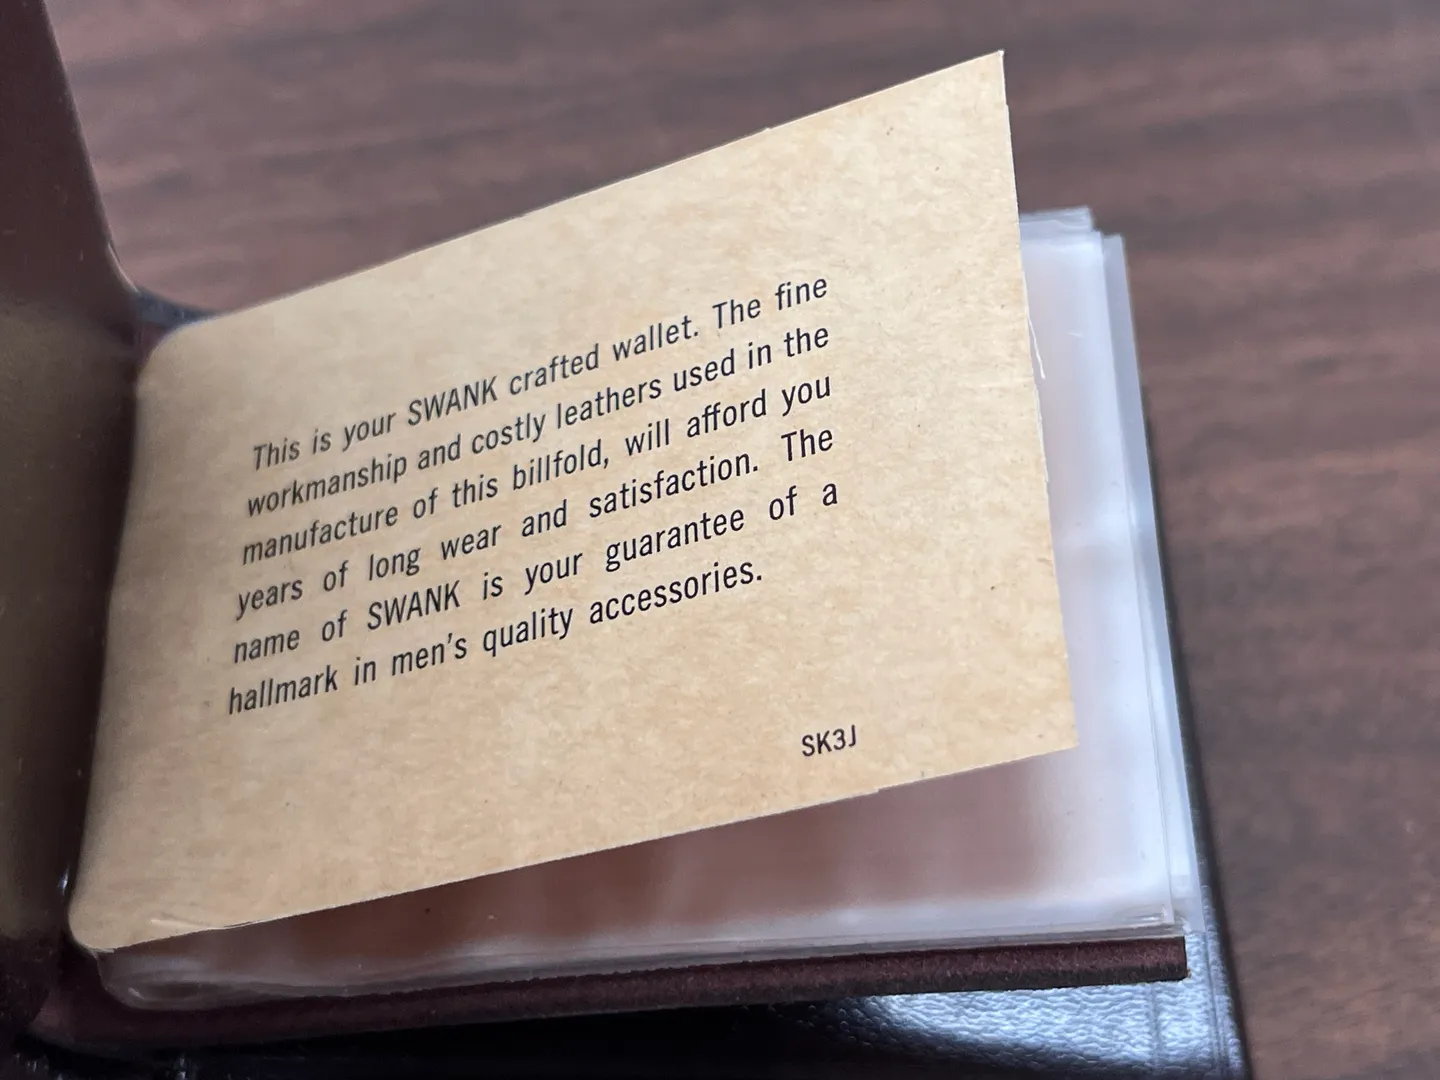 This is your SWANK crafted wallet. The fine
workmanship and costly leathers used in the
manufacture of this billfold, will afford you
years of long wear and satisfaction. The
name of SWANK is your guarantee of a
hallmark in men's quality accessories.
SK3J